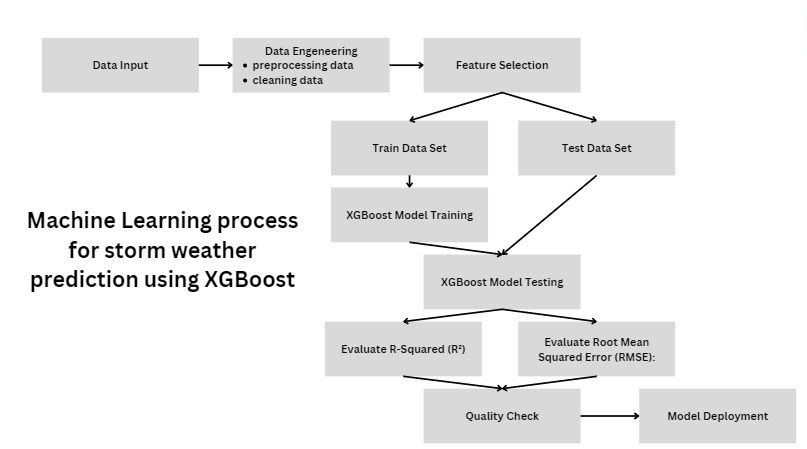 Data Input
Data Engeneering
• preprocessing data
• cleaning data
Feature Selection
Train Data Set
Test Data Set
XGBoost Model Training
Machine Learning process
for storm weather
prediction using XGBoost
XGBoost Model Testing
Evaluate R-Squared (R²)
Evaluate Root Mean
Squared Error (RMSE):
Quality Check
Model Deployment